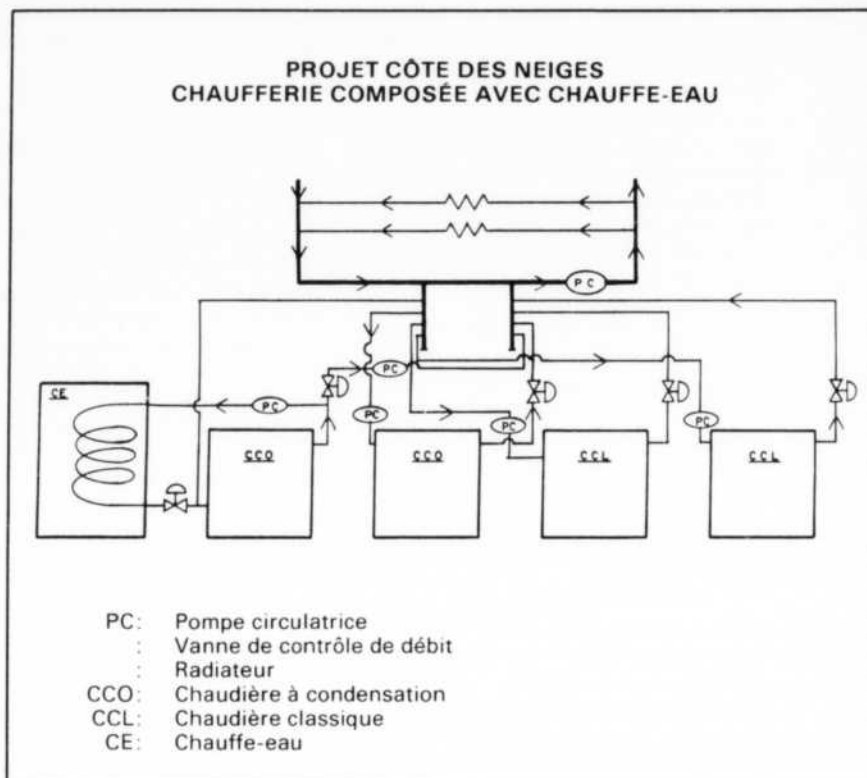 PROJET CÔTE DES NEIGES
CHAUFFERIE COMPOSÉE AVEC CHAUFFE-EAU
PC
CE
PC
PC
PC
PC
PC
CCO
CCO
CCL
CCL
PC: Pompe circulatrice
: Vanne de contrôle de débit
: Radiateur
CCO: Chaudière à condensation
CCL: Chaudière classique
CE: Chauffe-eau